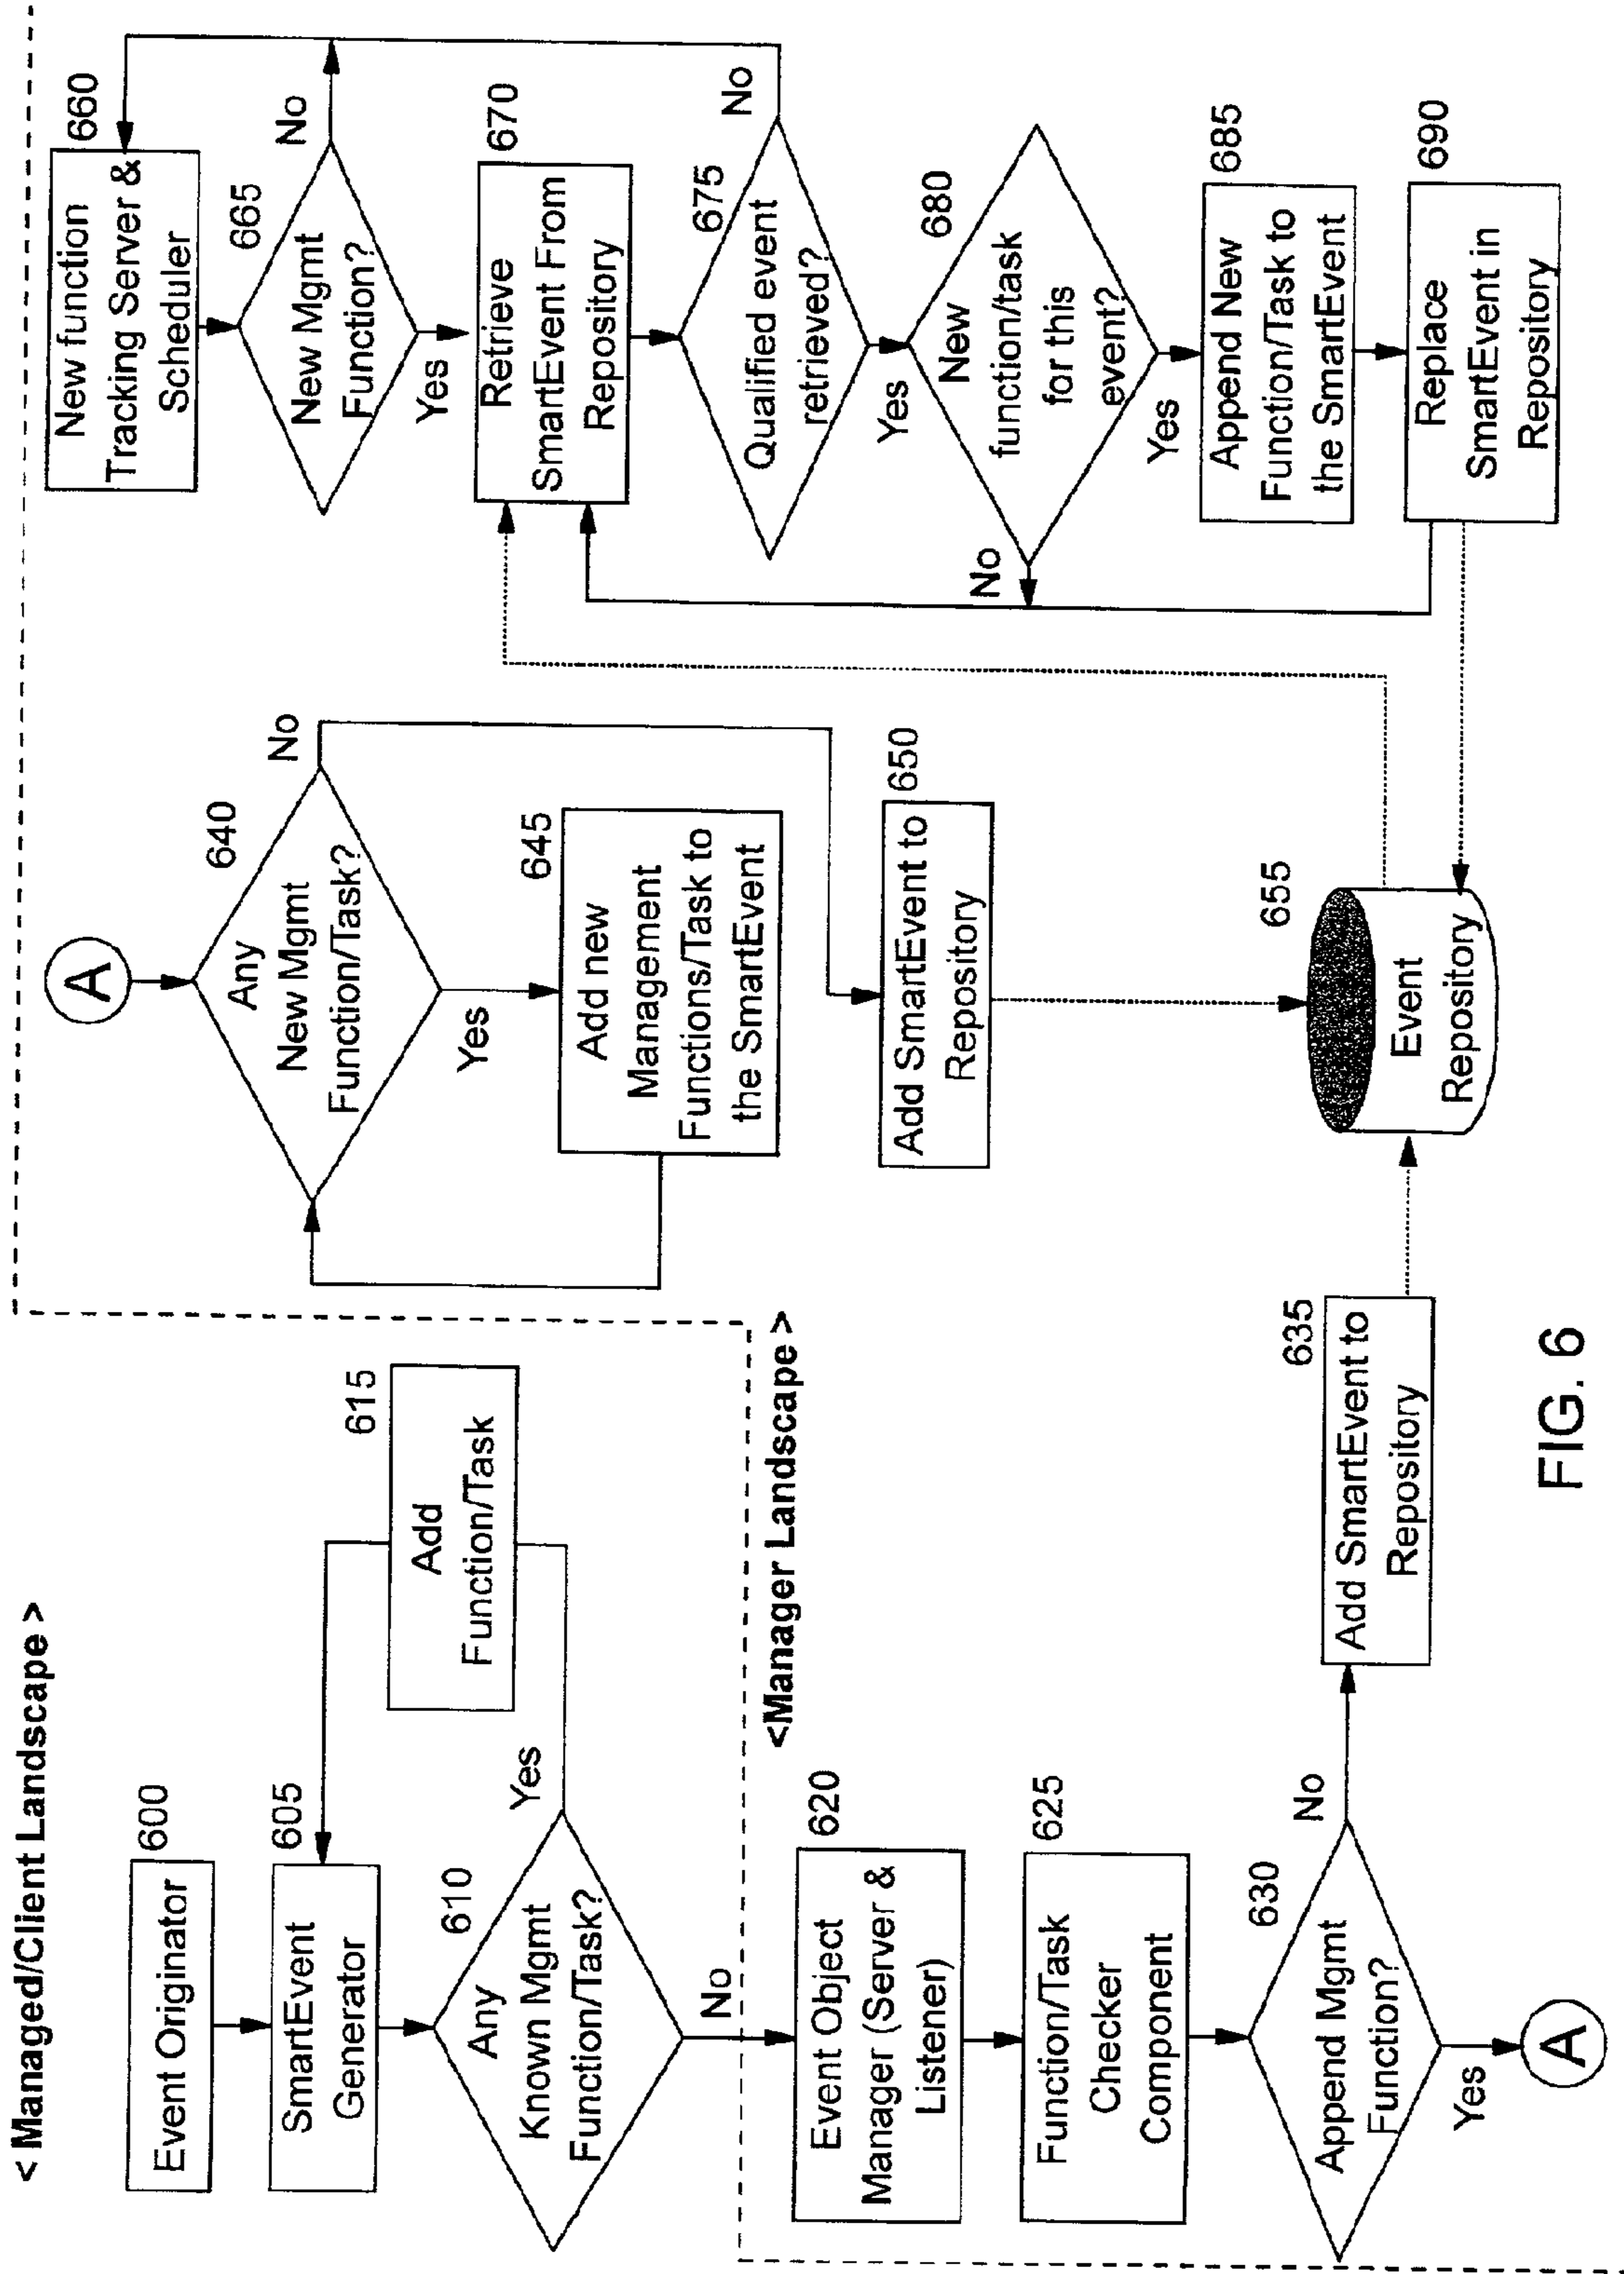 < Managed/Client Landscape >
600
Event Originator
605
SmartEvent
Generator
610
Any
Known Mgmt
Function/Task?
Yes
No
615
Add
Function/Task
<Manager Landscape >
620
Event Object
Manager (Server &
Listener)
625
Function/Task
Checker
Component
630
Append Mgmt
Function?
No
Yes
A
635
Add SmartEvent to
Repository
A
640
Any
New Mgmt
Function/Task?
No
Yes
645
Add new
Management
Functions/Task to
the SmartEvent
650
Add SmartEvent to
Repository
655
Event
Repository
660
New function
Tracking Server &
Scheduler
665
New Mgmt
Function?
No
Yes
670
Retrieve
SmartEvent From
Repository
675
Qualified event
retrieved?
No
Yes
680
New
function/task
for this
event?
No
Yes
685
Append New
Function/Task to
the SmartEvent
690
Replace
SmartEvent in
Repository
FIG. 6